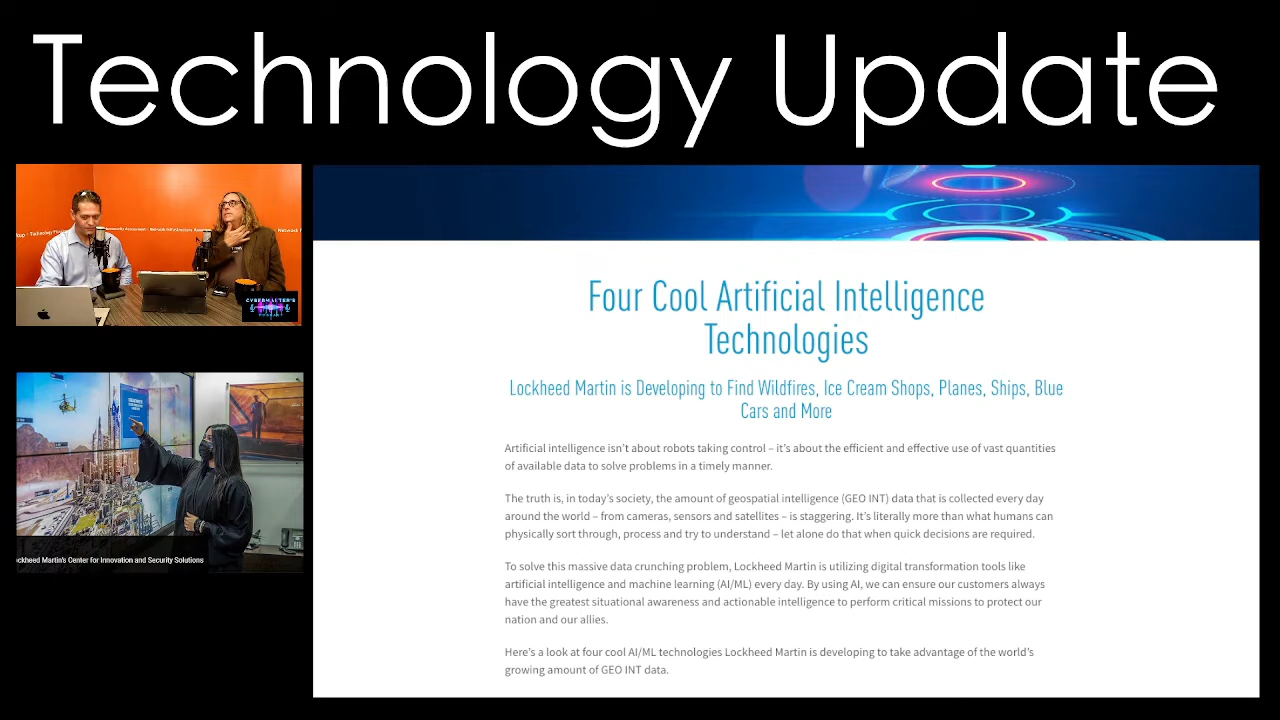 Technology Update
Four Cool Artificial Intelligence
Technologies
Lockheed Martin is Developing to Find Wildfires, Ice Cream Shops, Planes, Ships, Blue
Cars and More
Artificial intelligence isn't about robots taking control – it's about the efficient and effective use of vast quantities
of available data to solve problems in a timely manner.
The truth is, in today's society, the amount of geospatial intelligence (GEO INT) data that is collected every day
around the world – from cameras, sensors and satellites – is staggering. It's literally more than what humans can
physically sort through, process and try to understand – let alone do that when quick decisions are required.
To solve this massive data crunching problem, Lockheed Martin is utilizing digital transformation tools like
artificial intelligence and machine learning (AI/ML) every day. By using AI, we can ensure our customers always
have the greatest situational awareness and actionable intelligence to perform critical missions to protect our
nation and our allies.
Here's a look at four cool AI/ML technologies Lockheed Martin is developing to take advantage of the world's
growing amount of GEO INT data.
ockheed Martin's Center for Innovation and Security Solutions